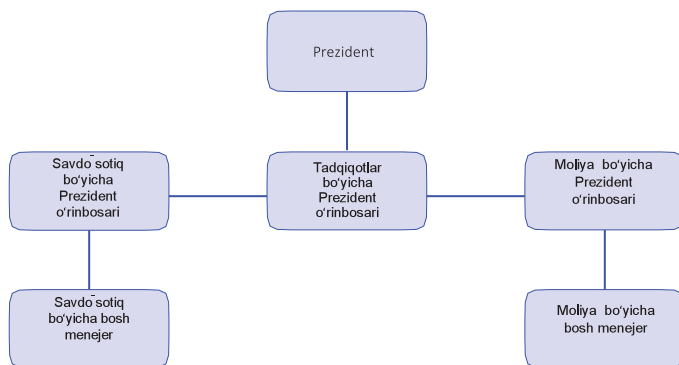 Prezident
Savdo sotiq
bo‘yicha
Prezident
o‘rinbosari
Tadqiqotlar
bo‘yicha
Prezident
o‘rinbosari
Moliya bo‘yicha
Prezident
o‘rinbosari
Savdo sotiq
bo‘yicha bosh
menejer
Moliya bo‘yicha
bosh menejer